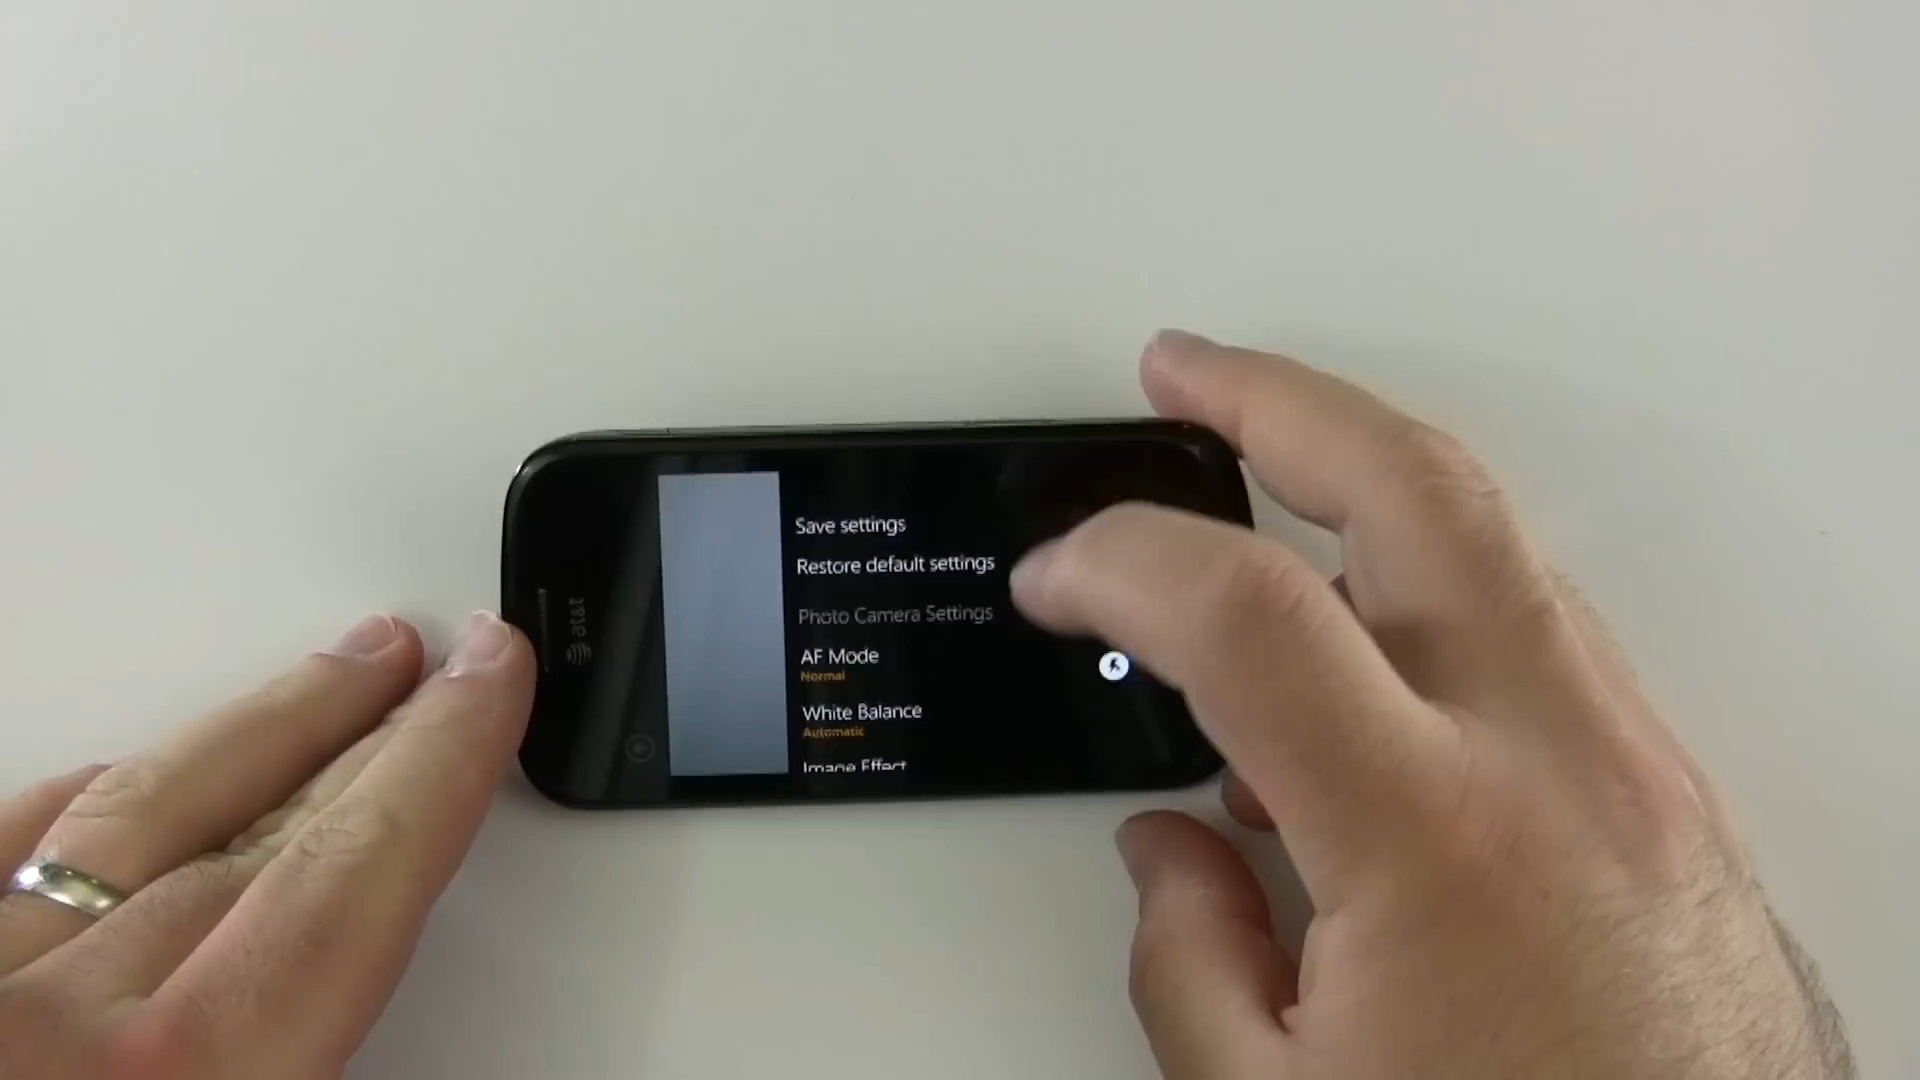 at&t
Save settings
Restore default settings
Photo Camera Settings
AF Mode
Normal
White Balance
Automatic
Image Effect